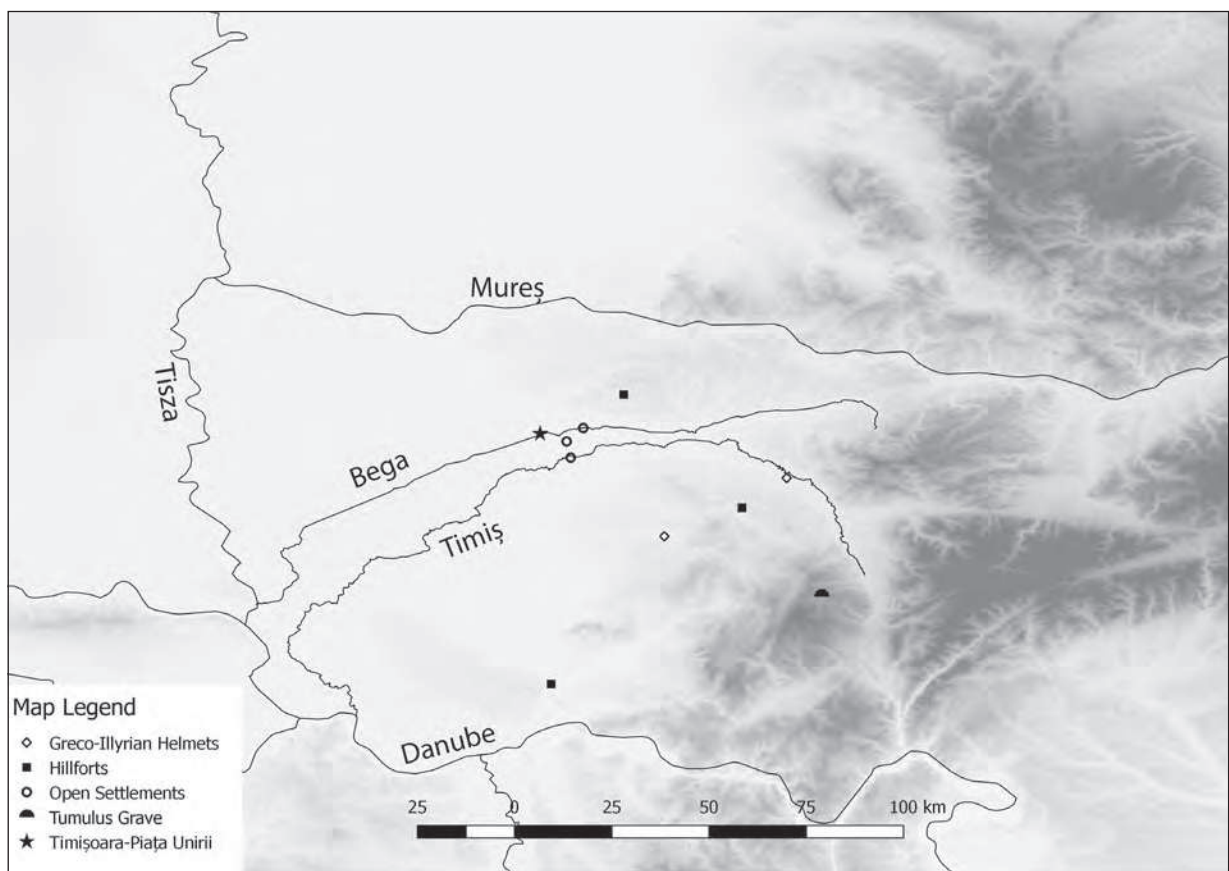 Mureș
Tisza
Bega
Timiș
Danube
Map Legend
Greco-Illyrian Helmets
Hillforts
Open Settlements
Tumulus Grave
Timișoara-Piața Unirii
25 0 25 50 75 100 km